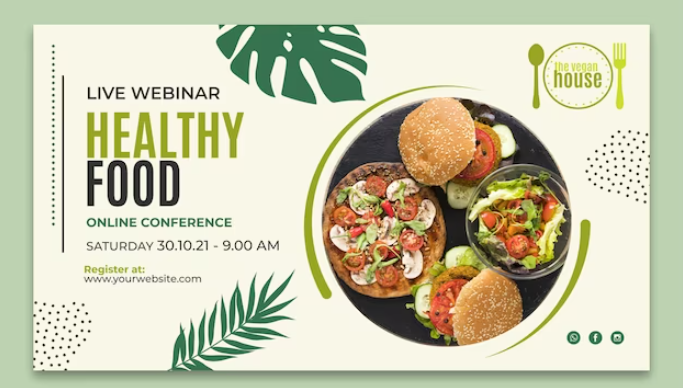 LIVE WEBINAR
HEALTHY
FOOD
ONLINE CONFERENCE
SATURDAY 30.10.21 - 9.00 AM
Register at:
www.yourwebsite.com
the vegan
house